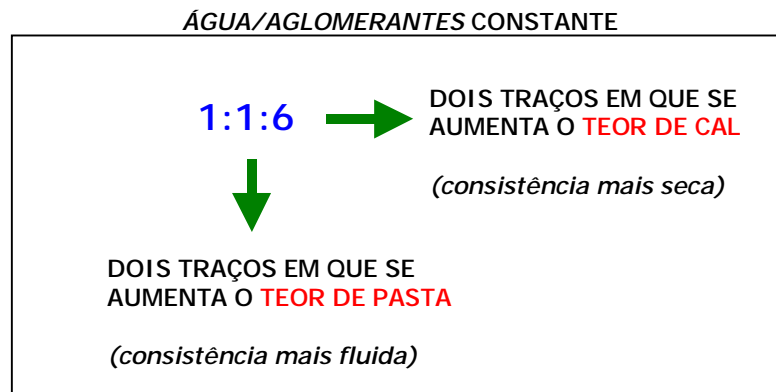 ÁGUA/AGLOMERANTES CONSTANTE
1:1:6
DOIS TRAÇOS EM QUE SE
AUMENTA O TEOR DE CAL
(consistência mais seca)
DOIS TRAÇOS EM QUE SE
AUMENTA O TEOR DE PASTA
(consistência mais fluida)